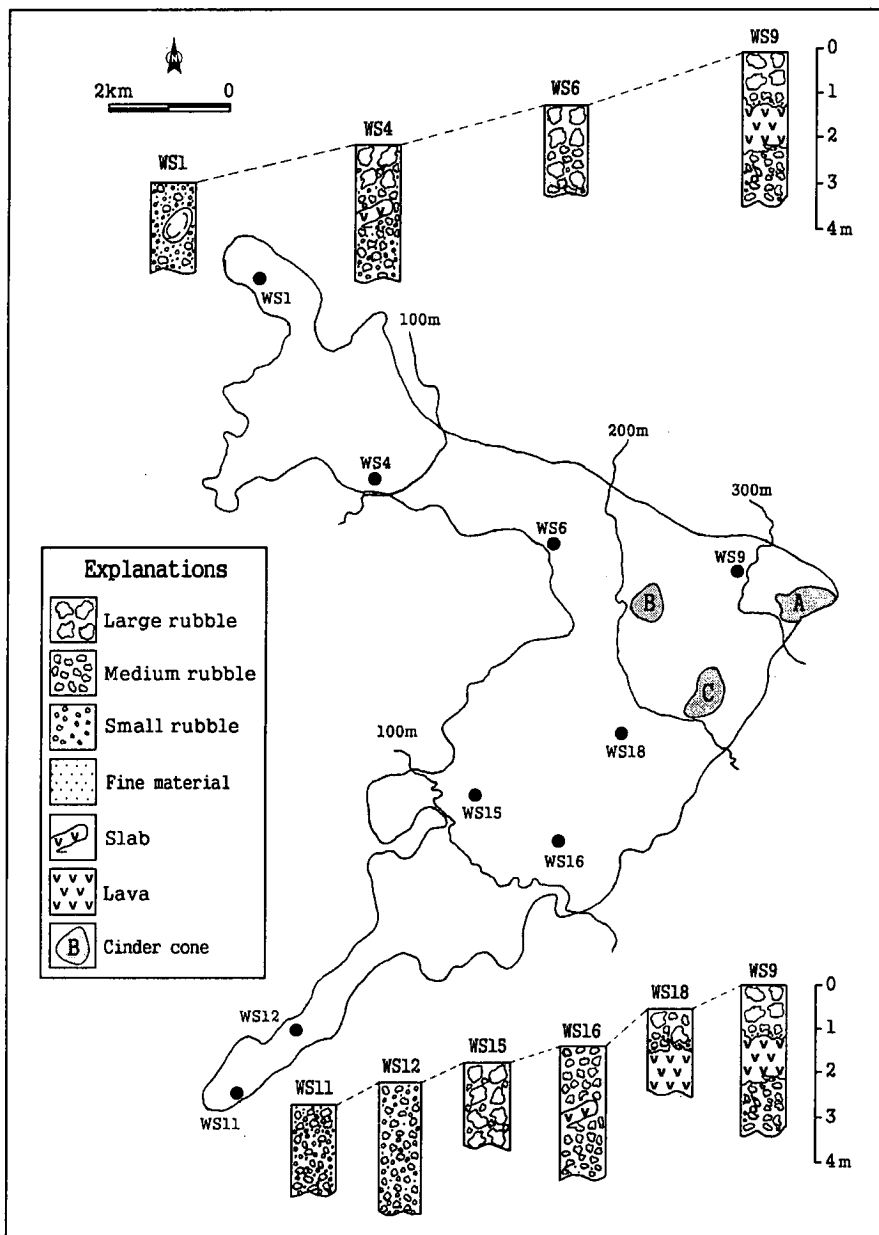 WS9
0
N
2km 0
WS6
1
WS4
2
WS1
3
4m
WS1
100m
200m
WS4
300m
WS6
WS9
Explanations
B
A
Large rubble
C
Medium rubble
Small rubble
100m
WS18
Fine material
WS15
Slab
WS16
Lava
B Cinder cone
WS9
WS18
0
WS12
WS15
WS16
1
WS12
WS11
2
WS11
3
4m